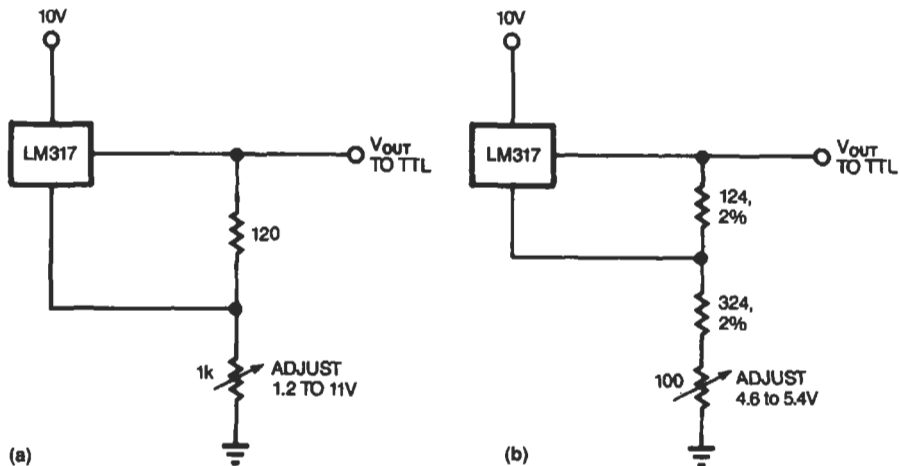 10V
LM317
VOUT
TO TTL
120
1k
ADJUST
1.2 TO 11V
(a)
10V
LM317
VOUT
TO TTL
124,
2%
324,
2%
100
ADJUST
4.6 to 5.4V
(b)